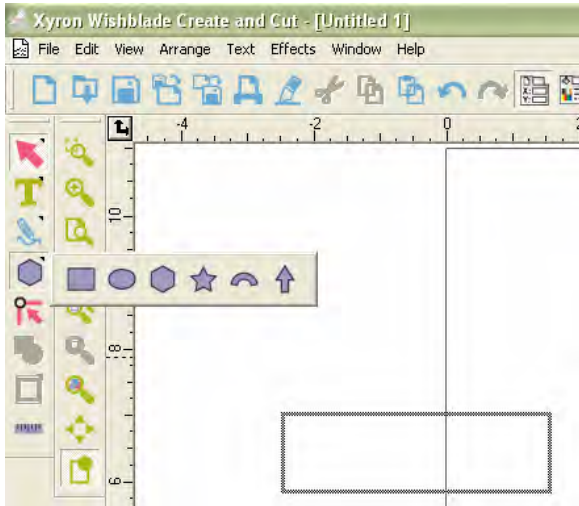 Xyron Wishblade Create and Cut - [Untitled 1]
File Edit View Arrange Text Effects Window Help
-4 -2 0 2
10
8
6